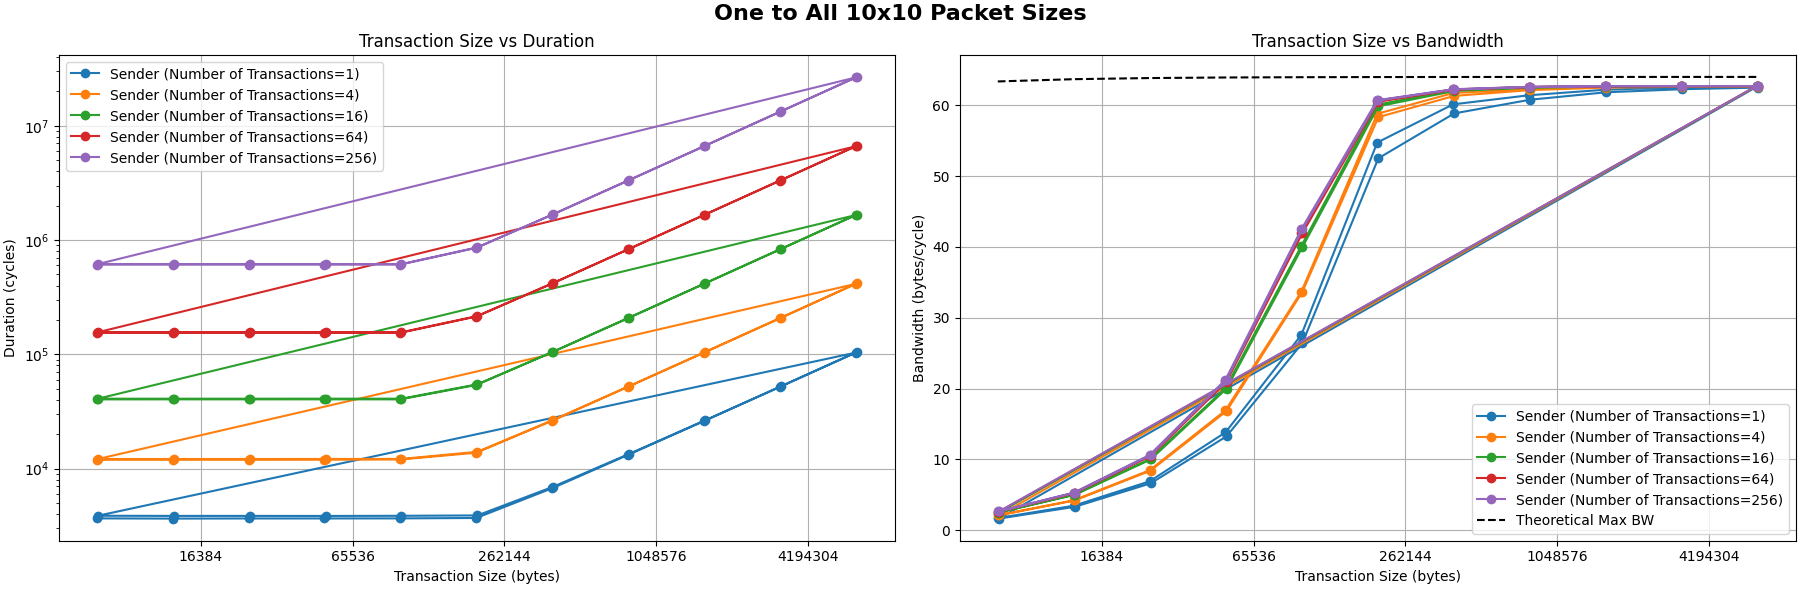 One to All 10x10 Packet Sizes
Transaction Size vs Duration
Sender (Number of Transactions=1)
Sender (Number of Transactions=4)
Sender (Number of Transactions=16)
Sender (Number of Transactions=64)
Sender (Number of Transactions=256)
Duration (cycles)
10^7
10^6
10^5
10^4
16384
65536
262144
1048576
4194304
Transaction Size (bytes)
Transaction Size vs Bandwidth
Bandwidth (bytes/cycle)
60
50
40
30
20
10
0
Sender (Number of Transactions=1)
Sender (Number of Transactions=4)
Sender (Number of Transactions=16)
Sender (Number of Transactions=64)
Sender (Number of Transactions=256)
Theoretical Max BW
16384
65536
262144
1048576
4194304
Transaction Size (bytes)